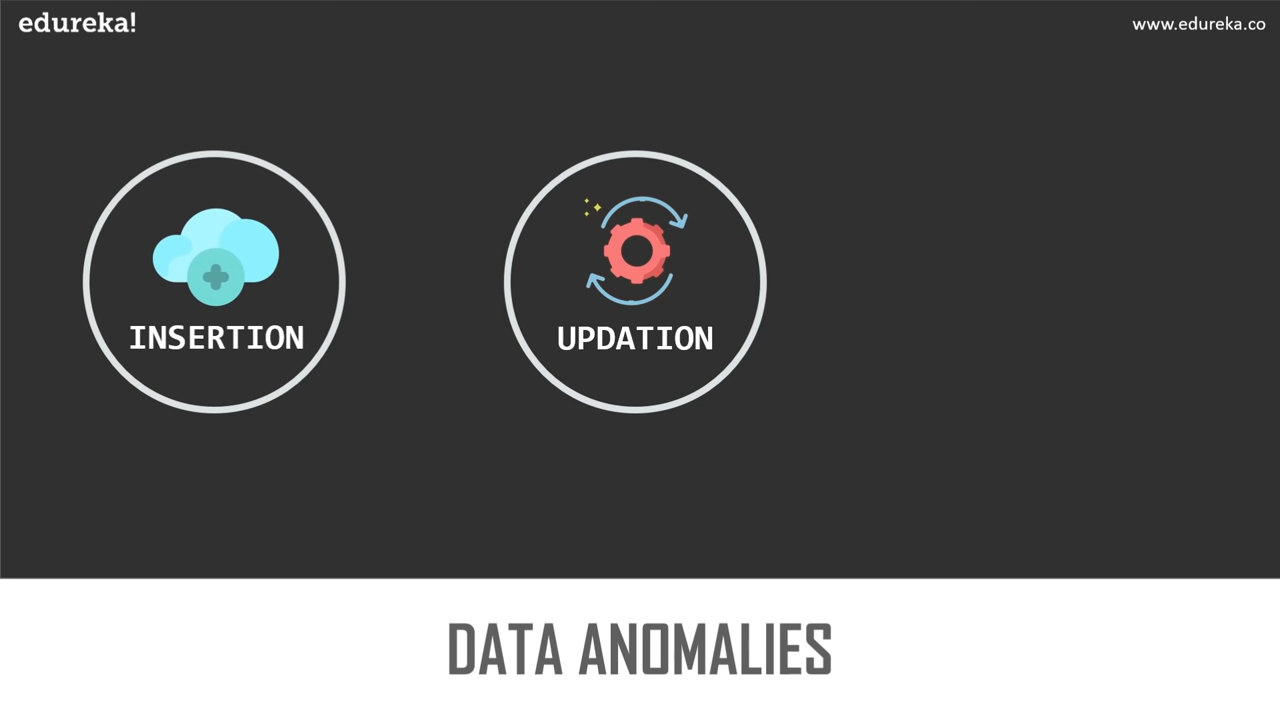 edureka!
www.edureka.co
INSERTION
UPDATION
DATA ANOMALIES